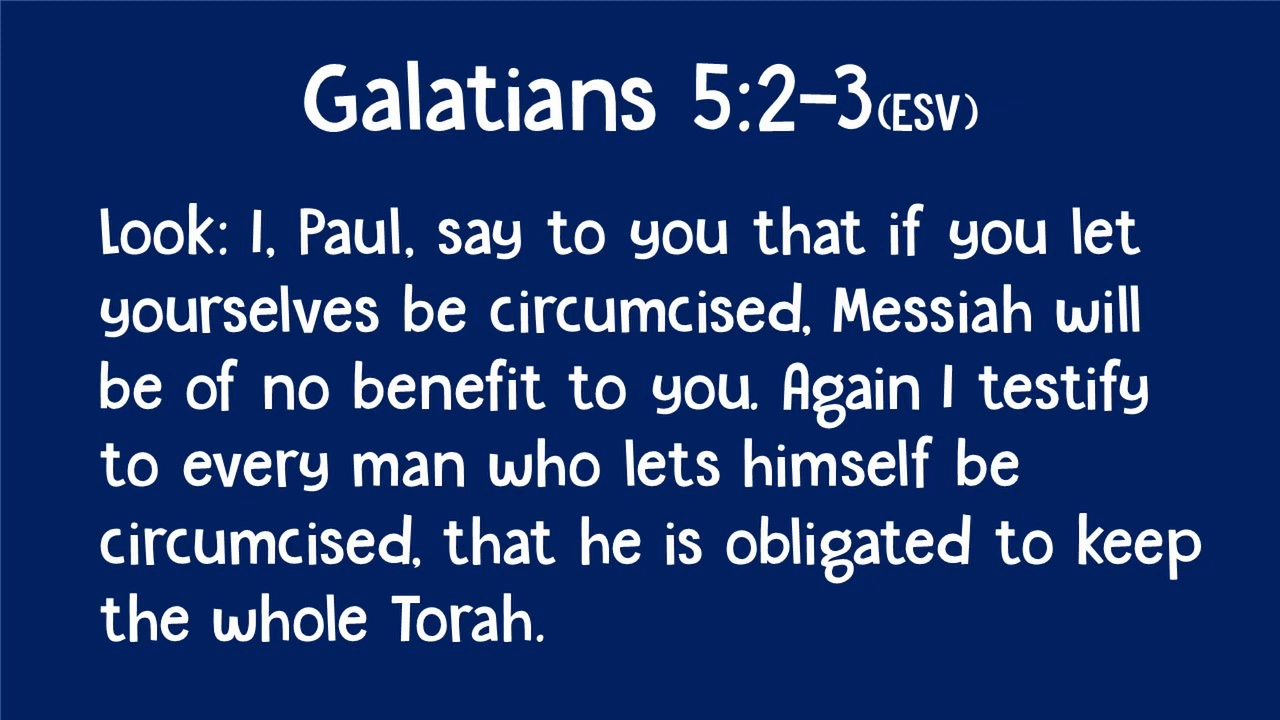 Galatians 5:2–3(ESV)
Look: I, Paul, say to you that if you let
yourselves be circumcised, Messiah will
be of no benefit to you. Again I testify
to every man who lets himself be
circumcised, that he is obligated to keep
the whole Torah.